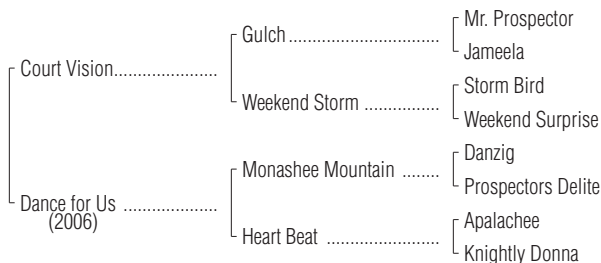 Mr. Prospector
Gulch................................
Jameela
Court Vision......................
Storm Bird
Weekend Storm ................
Weekend Surprise
Danzig
Monashee Mountain ........
Prospectors Delite
Dance for Us ....................
(2006)
Apalachee
Heart Beat ........................
Knightly Donna